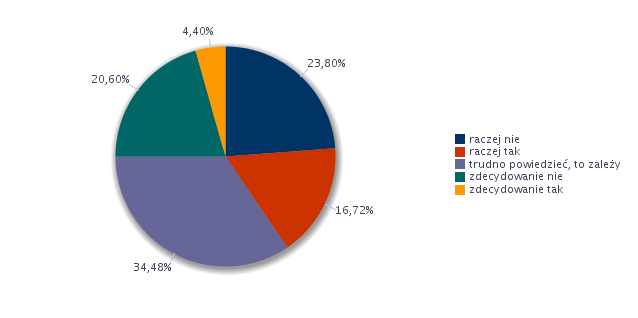 4,40%
23,80%
20,60%
16,72%
34,48%
raczej nie
raczej tak
trudno powiedzieć, to zależy
zdecydowanie nie
zdecydowanie tak